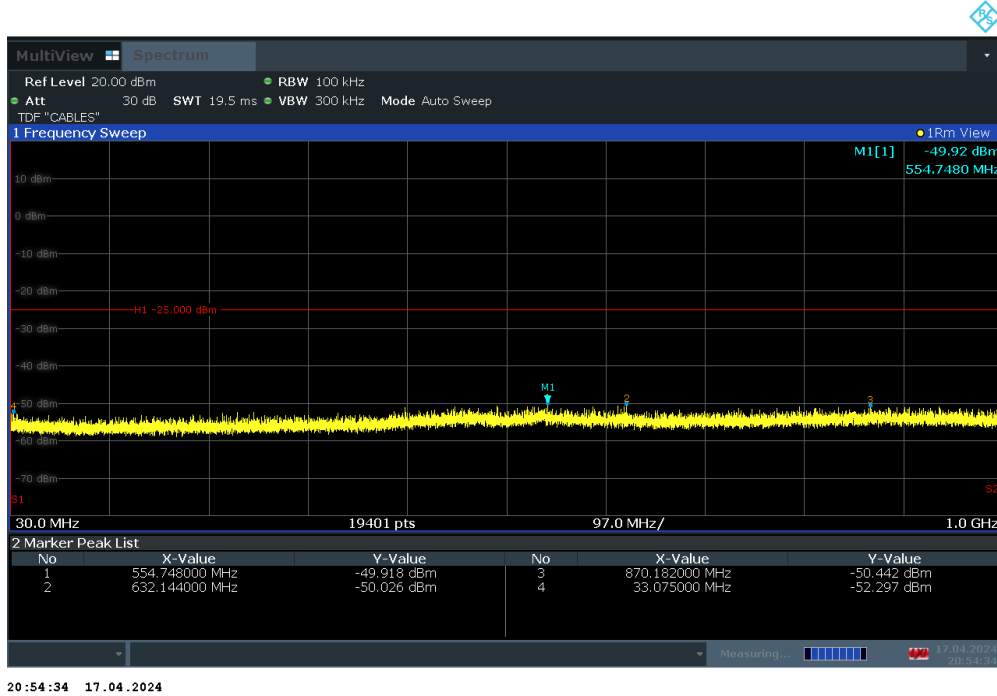 R S
MultiView Spectrum
Ref Level 20.00 dBm RBW 100 kHz
Att 30 dB SWT 19.5 ms VBW 300 kHz Mode Auto Sweep
TDF "CABLES"
1 Frequency Sweep 1Rm View
M1[1] -49.92 dBm
554.7480 MHz
10 dBm
0 dBm
-10 dBm
-20 dBm
H1 -25.000 dBm
-30 dBm
-40 dBm
M1
4 -50 dBm 2 3
-60 dBm
-70 dBm
S1 S2
30.0 MHz 19401 pts 97.0 MHz/ 1.0 GHz
2 Marker Peak List
No X-Value Y-Value No X-Value Y-Value
1 554.748000 MHz -49.918 dBm 3 870.182000 MHz -50.442 dBm
2 632.144000 MHz -50.026 dBm 4 33.075000 MHz -52.297 dBm
Measuring... 17.04.2024
20:54:34
20:54:34 17.04.2024